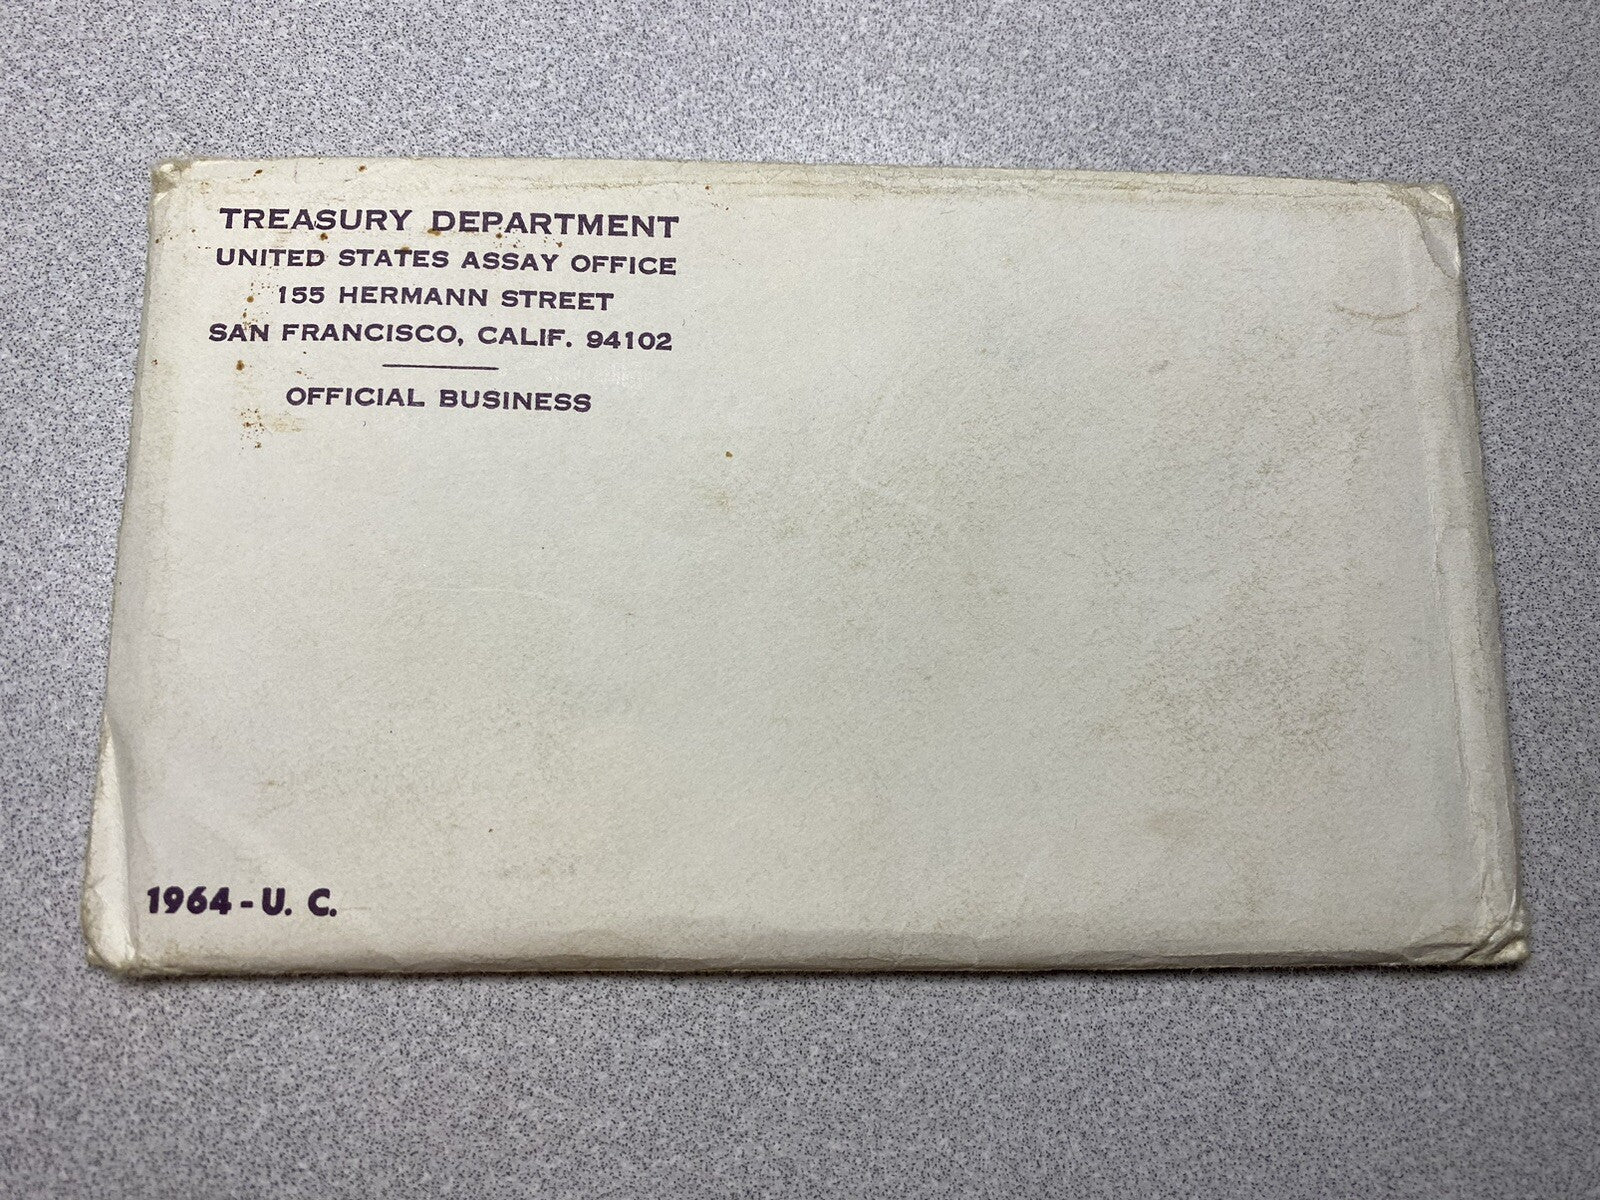 TREASURY DEPARTMENT
UNITED STATES ASSAY OFFICE
155 HERMANN STREET
SAN FRANCISCO, CALIF. 94102
OFFICIAL BUSINESS
1964 - U. C.